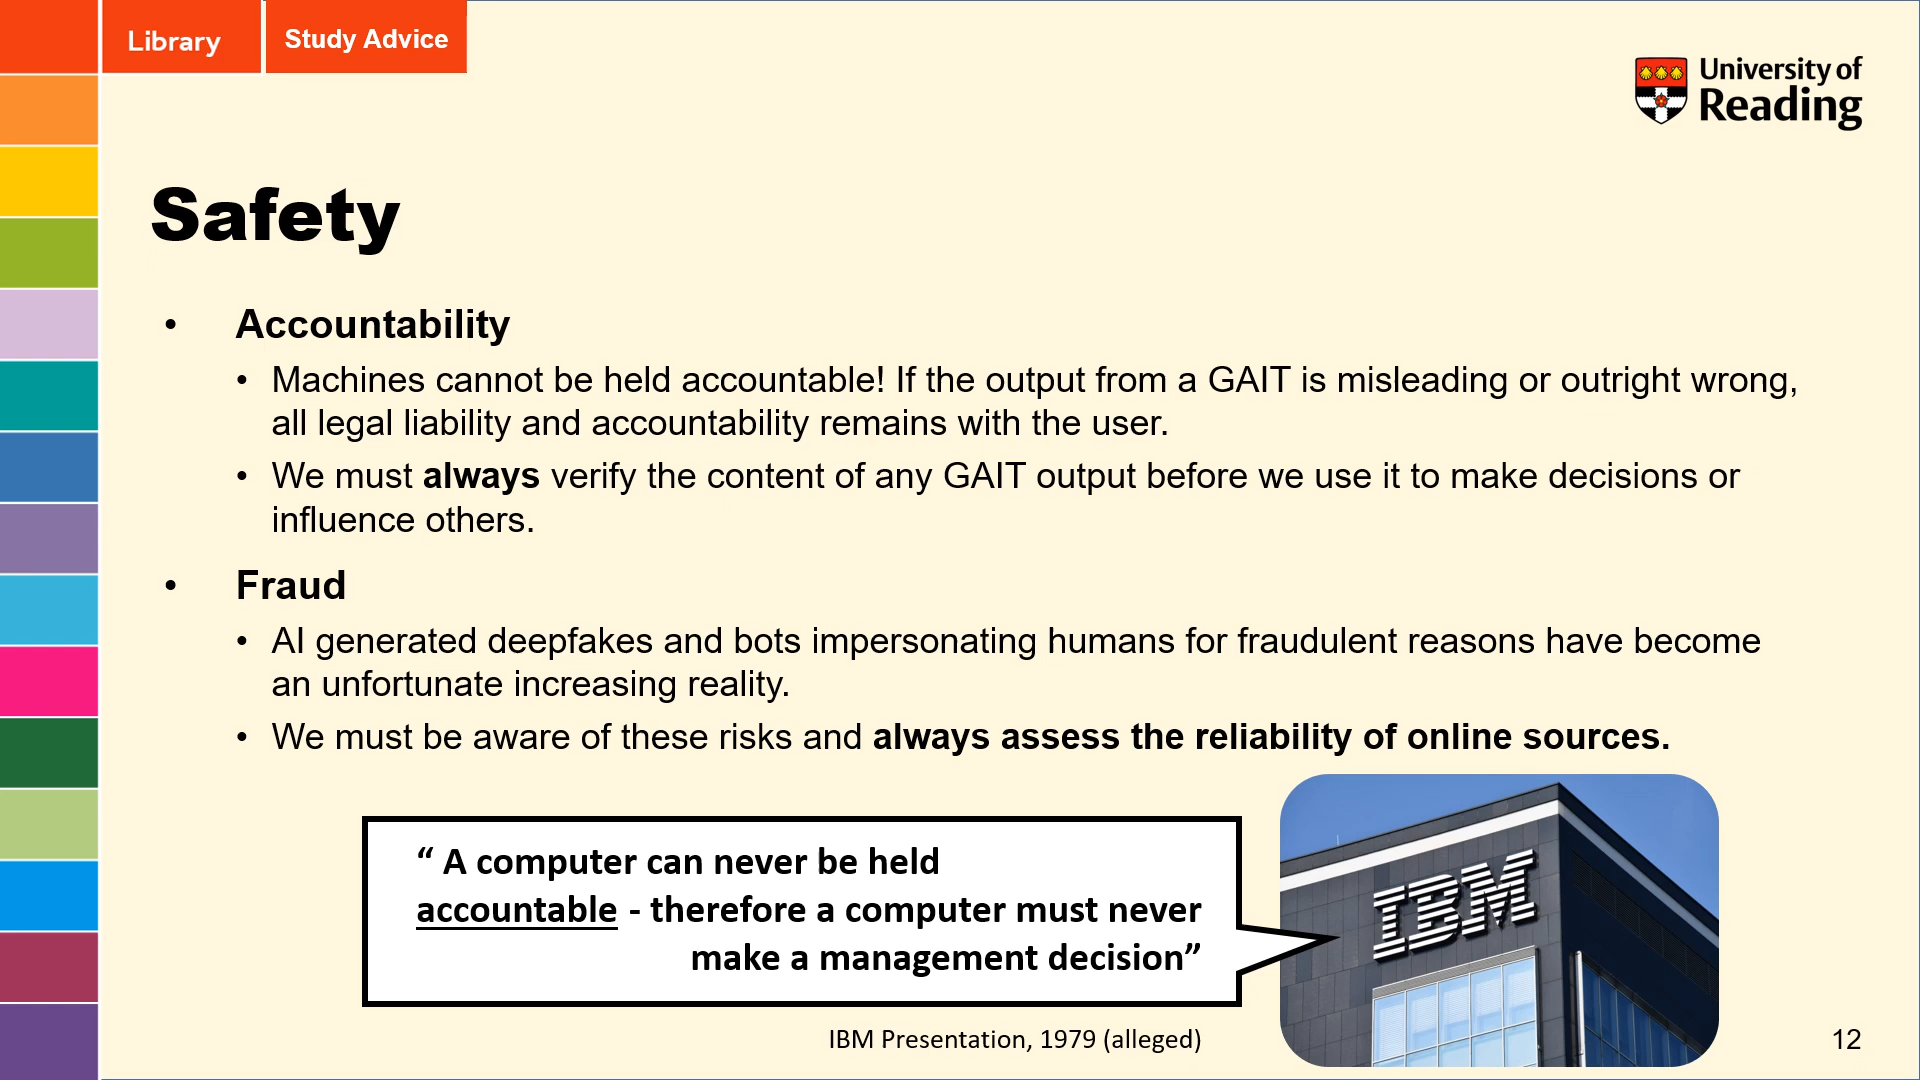 Library
Study Advice
University of
Reading
Safety
• Accountability
• Machines cannot be held accountable! If the output from a GAIT is misleading or outright wrong,
all legal liability and accountability remains with the user.
• We must always verify the content of any GAIT output before we use it to make decisions or
influence others.
• Fraud
• AI generated deepfakes and bots impersonating humans for fraudulent reasons have become
an unfortunate increasing reality.
• We must be aware of these risks and always assess the reliability of online sources.
“ A computer can never be held
accountable - therefore a computer must never
make a management decision”
IBM
IBM Presentation, 1979 (alleged)
12